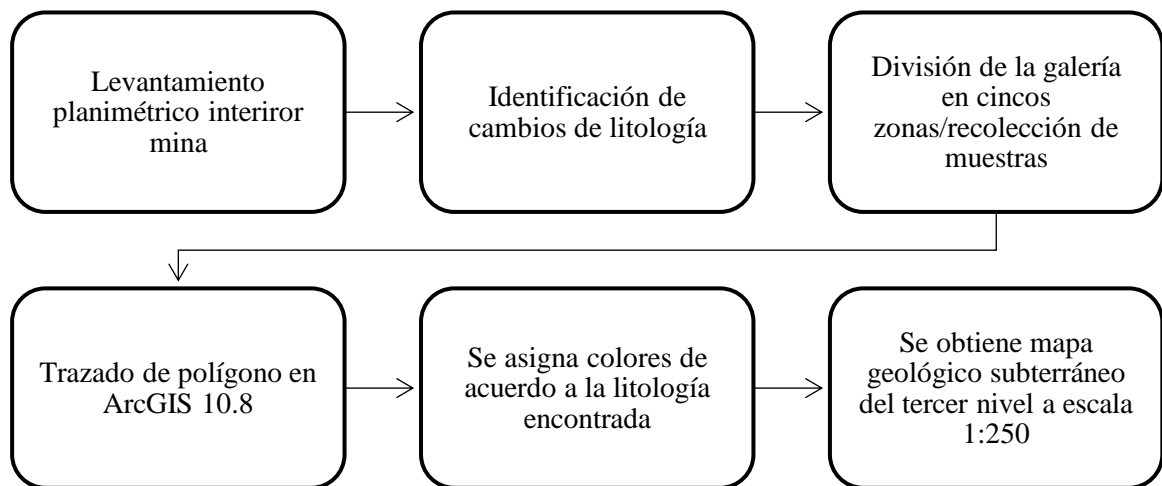 Levantamiento
planimétrico interiror
mina
Identificación de
cambios de litología
División de la galería
en cincos
zonas/recolección de
muestras
Trazado de polígono en
ArcGIS 10.8
Se asigna colores de
acuerdo a la litología
encontrada
Se obtiene mapa
geológico subterráneo
del tercer nivel a escala
1:250